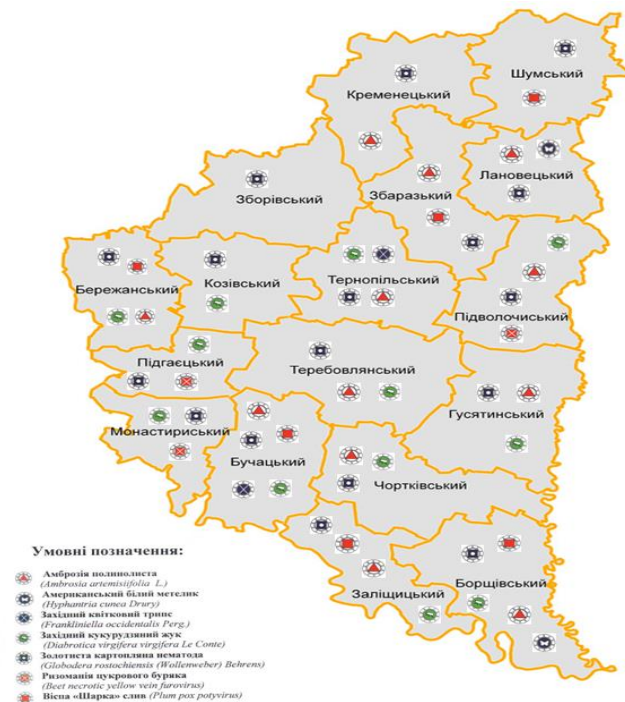 Шумський
Кременецький
Лановецький
Збаразький
Зборівський
Тернопільський
Козівський
Бережанський
Підволочиський
Підгаєцький
Теребовлянський
Гусятинський
Монастириський
Бучацький
Чортківський
Заліщицький
Борщівський
Умовні позначення:
Амброзія полинолиста
(Ambrosia artemistifolia L.)
Американський білий метелик
(Hyphantria cunea Drury)
Західний квітковий трипс
(Frankliniella occidentalis Perg.)
Західний кукурудзяний жук
(Diabrotica virgifera virgifera Le Conte)
Золотиста картопляна нематода
(Globodera rostochiensis (Wollenweber) Behrens)
Ризоманія цукрового буряка
(Beet necrotic yellow vein furovirus)
Віспа «Шарка» слив (Plum pox potyvirus)